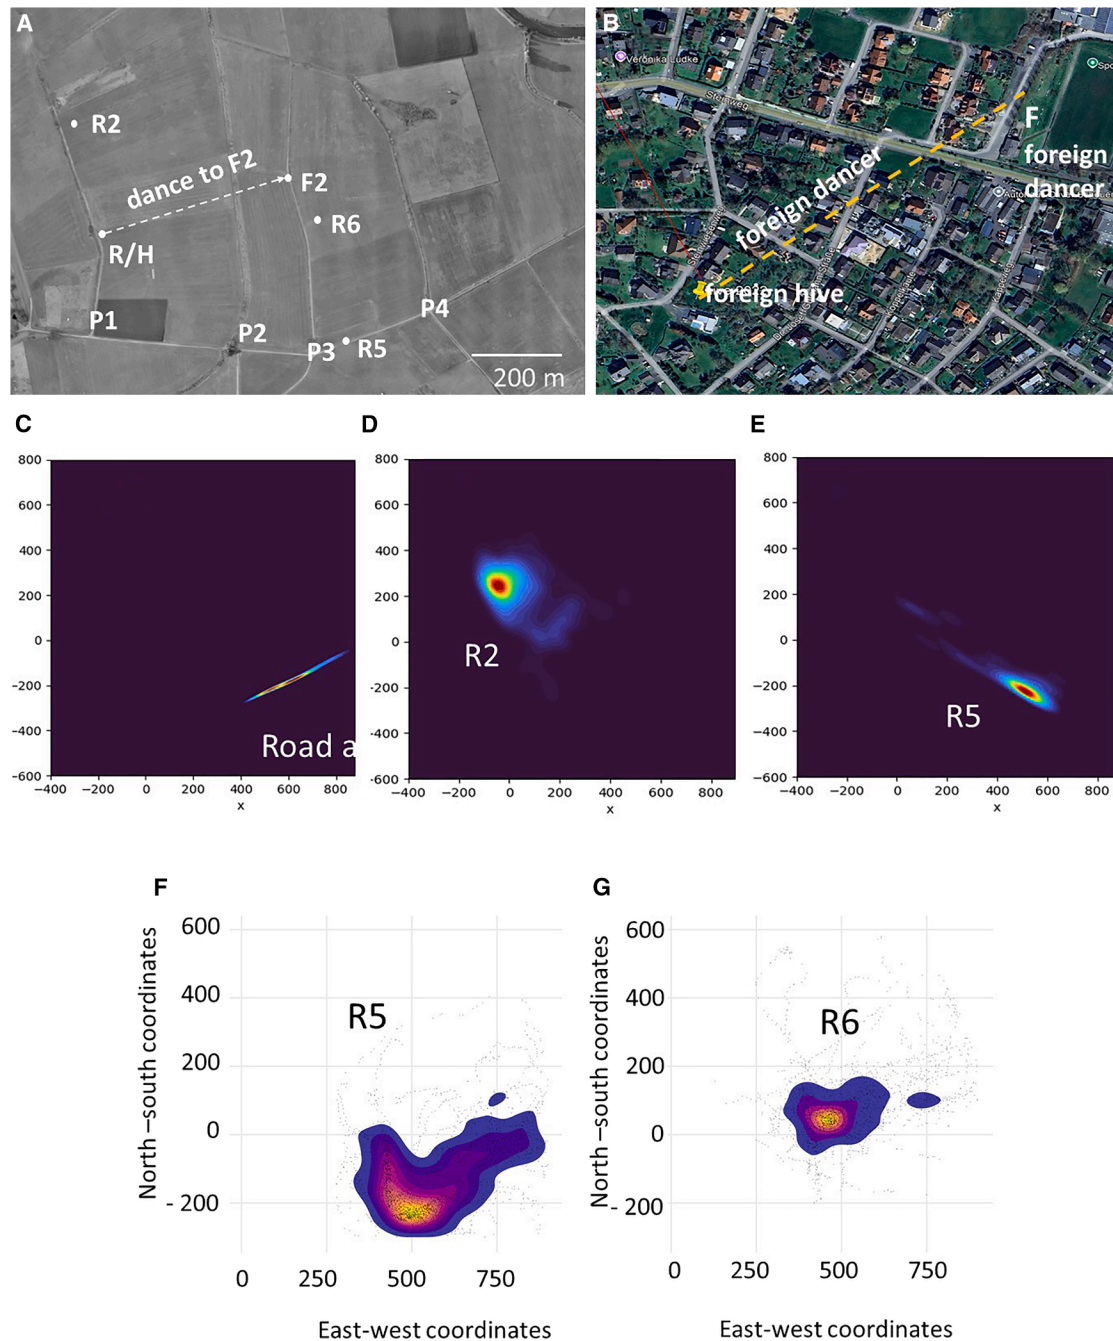 A
R2
dance to F2
F2
R6
R/H
P1
P2
P3
R5
P4
200 m
B
Veronika Lüdke
Steinweg
Spo
F
foreign
dancer
foreign dancer
foreign hive
C
800
600
400
200
0
−200
−400
−600
Road a
−400 −200 0 200 400 600 800
x
D
800
600
400
200
0
-200
-400
-600
R2
−400 −200 0 200 400 600 800
x
E
800
600
400
200
0
−200
−400
−600
R5
−400 −200 0 200 400 600 800
x
F
North –south coordinates
600
400
200
0
- 200
R5
0 250 500 750
East-west coordinates
G
North –south coordinates
600
400
200
0
- 200
R6
0 250 500 750
East-west coordinates